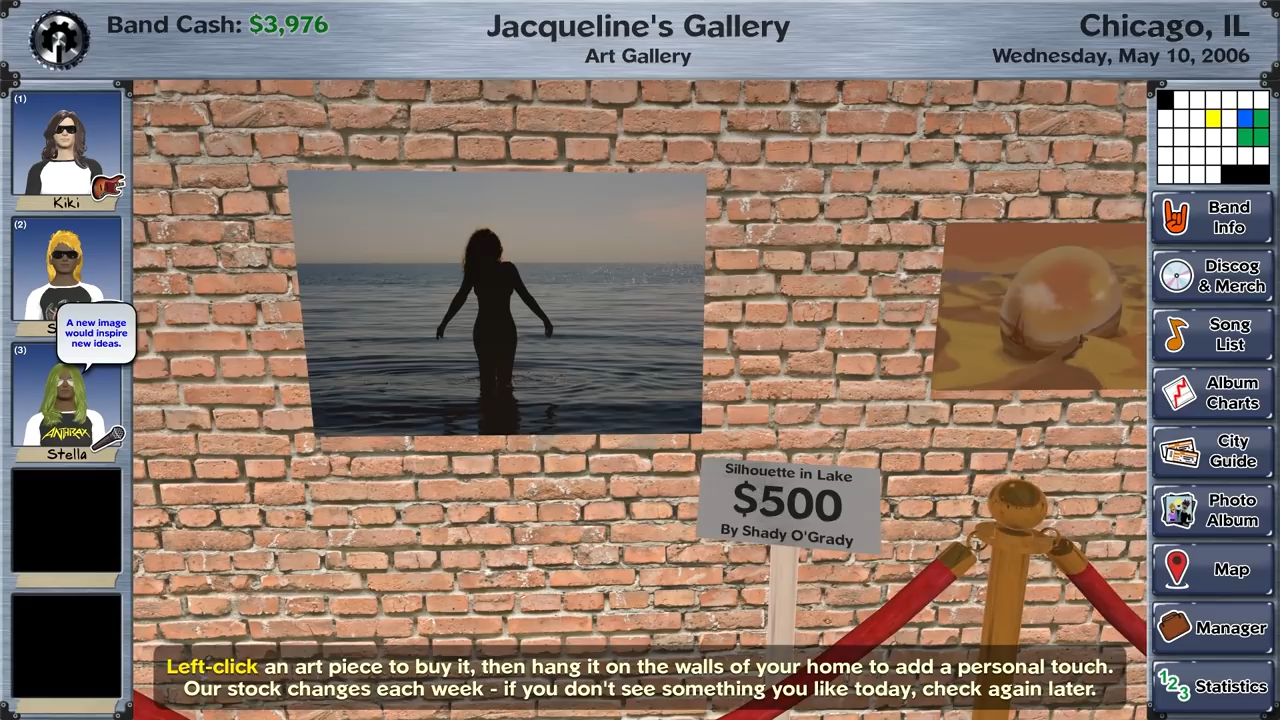 Band Cash: $3,976
Jacqueline's Gallery
Art Gallery
Chicago, IL
Wednesday, May 10, 2006
(1)
Kiki
(2)
S
A new image
would inspire
new ideas.
(3)
ANTHRAX
Stella
Silhouette in Lake
$500
By Shady O'Grady
Left-click an art piece to buy it, then hang it on the walls of your home to add a personal touch.
Our stock changes each week - if you don't see something you like today, check again later.
Band
Info
Discog
& Merch
Song
List
Album
Charts
City
Guide
Photo
Album
Map
Manager
123
Statistics